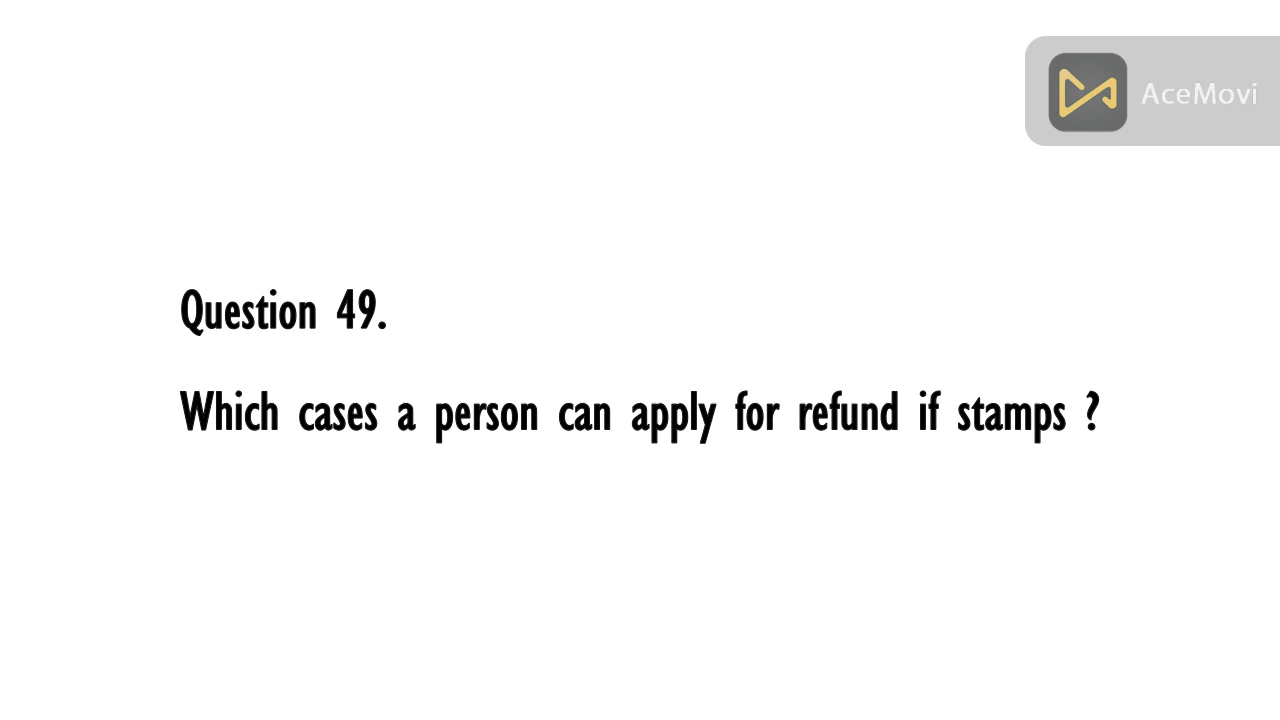 AceMovi
Question 49.
Which cases a person can apply for refund if stamps ?